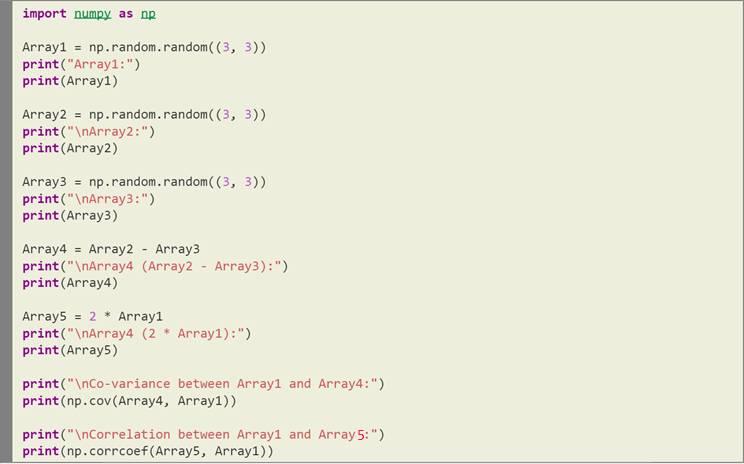 import numpy as np
Array1 = np.random.random((3, 3))
print("Array1:")
print(Array1)
Array2 = np.random.random((3, 3))
print("\nArray2:")
print(Array2)
Array3 = np.random.random((3, 3))
print("\nArray3:")
print(Array3)
Array4 = Array2 - Array3
print("\nArray4 (Array2 - Array3):")
print(Array4)
Array5 = 2 * Array1
print("\nArray4 (2 * Array1):")
print(Array5)
print("\nCo-variance between Array1 and Array4:")
print(np.cov(Array4, Array1))
print("\nCorrelation between Array1 and Array5:")
print(np.corrcoef(Array5, Array1))